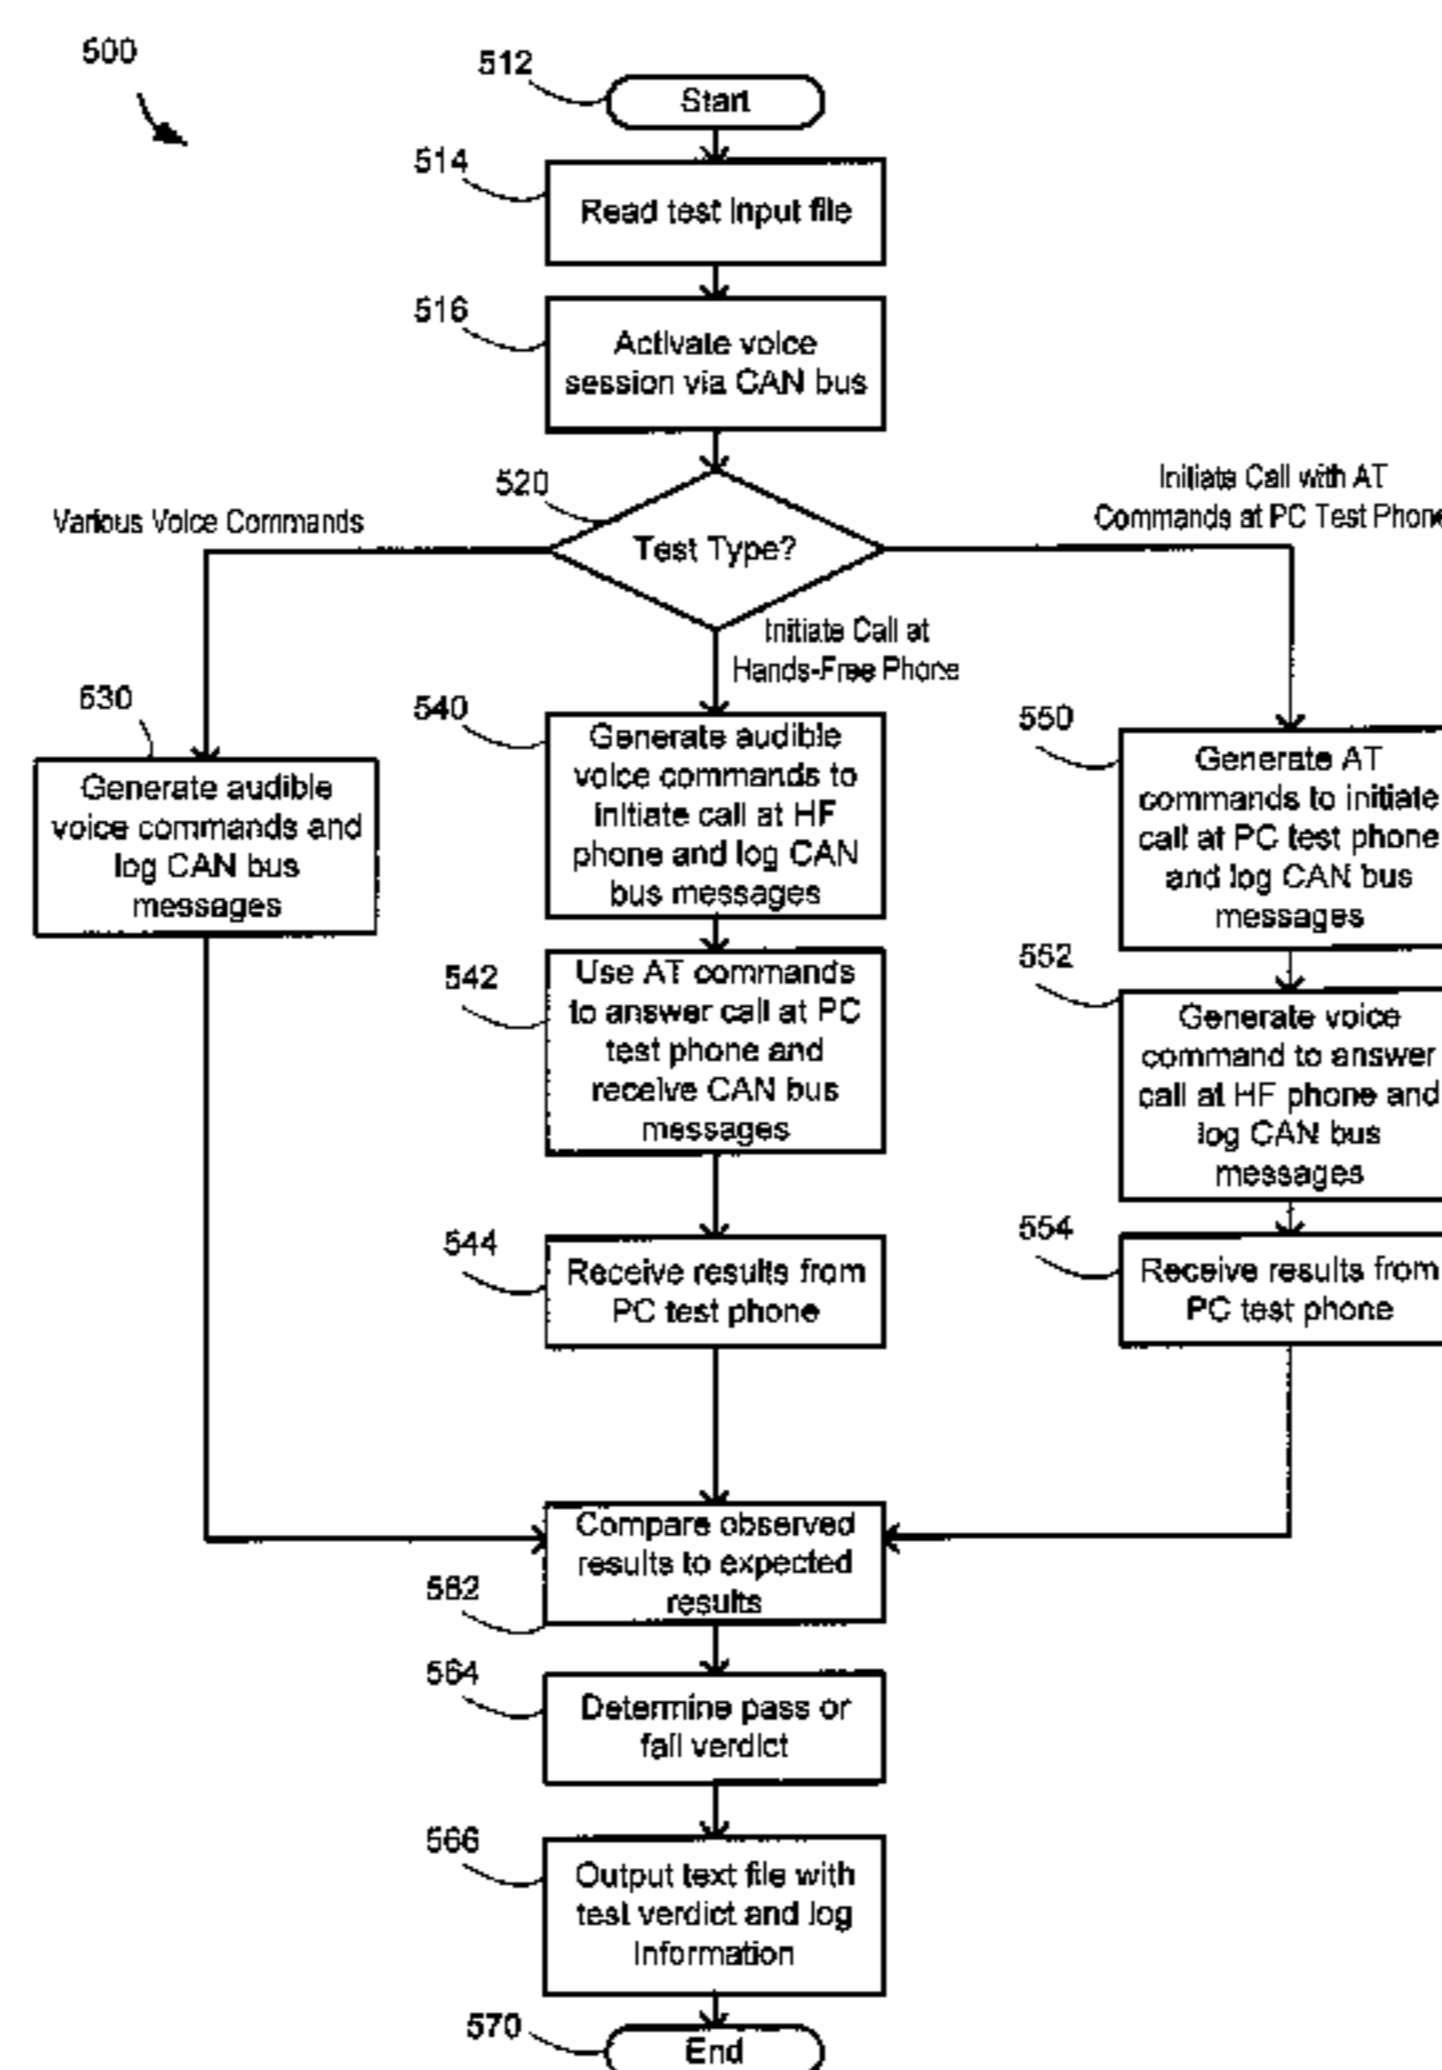 500
512
Start
514
Read test input file
516
Activate voice
session via CAN bus
520
Test Type?
Various Voice Commands
Initiate Call with AT
Commands at PC Test Phone
Initiate Call at
Hands-Free Phone
530
Generate audible
voice commands and
log CAN bus
messages
540
Generate audible
voice commands to
initiate call at HF
phone and log CAN
bus messages
550
Generate AT
commands to initiate
call at PC test phone
and log CAN bus
messages
542
Use AT commands
to answer call at PC
test phone and
receive CAN bus
messages
552
Generate voice
command to answer
call at HF phone and
log CAN bus
messages
544
Receive results from
PC test phone
554
Receive results from
PC test phone
562
Compare observed
results to expected
results
564
Determine pass or
fail verdict
566
Output text file with
test verdict and log
information
570
End